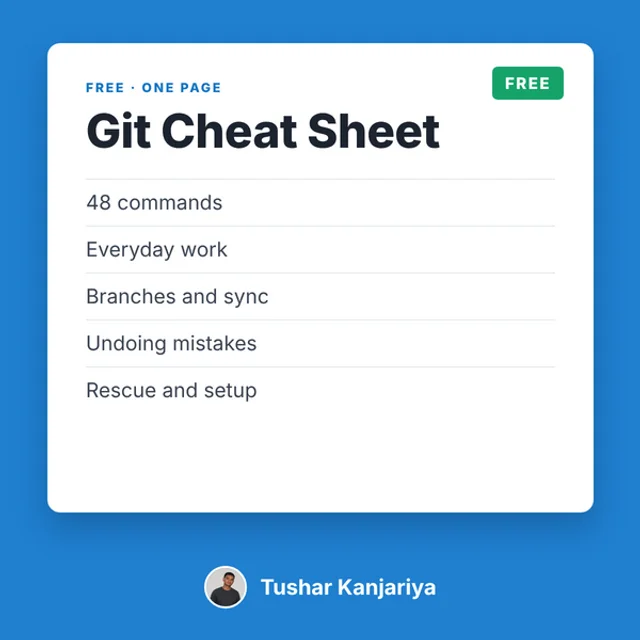 FREE · ONE PAGE
FREE
Git Cheat Sheet
48 commands
Everyday work
Branches and sync
Undoing mistakes
Rescue and setup
Tushar Kanjariya